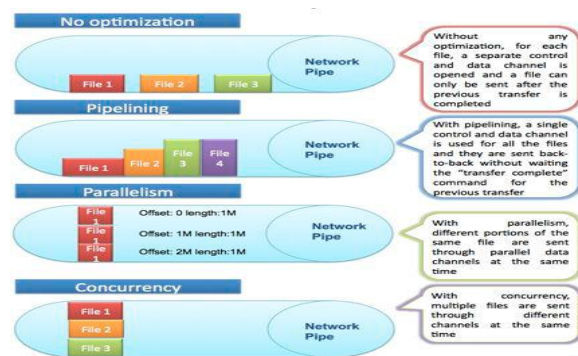 No optimization
Network
Pipe
File 1
File 2
File 3
Without any
optimization, for each
file, a separate control
and data channel is
opened and a file can
only be sent after the
previous transfer is
completed
Pipelining
Network
Pipe
File 1
File 2
File
3
File
4
With pipelining, a single
control and data channel
is used for all the files
and they are sent back-
to-back without waiting
the “transfer complete”
command for the
previous transfer
Parallelism
File
1
File
1
File
1
Offset: 0 length:1M
Offset: 1M length:1M
Offset: 2M length:1M
Network
Pipe
With parallelism,
different portions of the
same file are sent
through parallel data
channels at the same
time
Concurrency
File 1
File 2
File 3
Network
Pipe
With concurrency,
multiple files are sent
through different
channels at the same
time